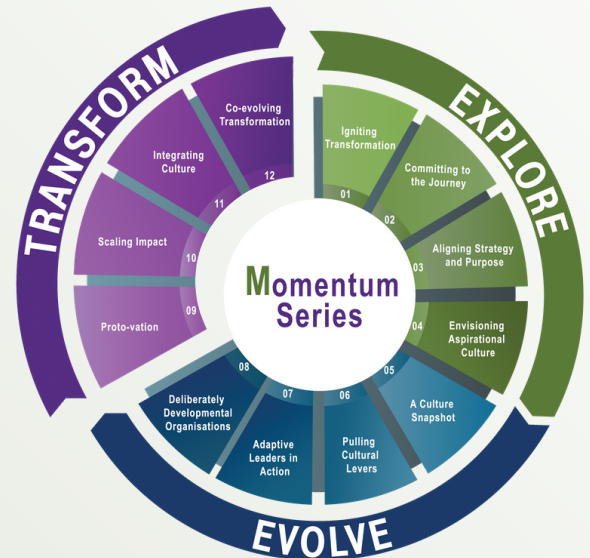 Momentum
Series
EXPLORE
01
Igniting
Transformation
02
Committing to
the Journey
03
Aligning Strategy
and Purpose
04
Envisioning
Aspirational
Culture
EVOLVE
05
A Culture
Snapshot
06
Pulling
Cultural
Levers
07
Adaptive
Leaders in
Action
08
Deliberately
Developmental
Organisations
TRANSFORM
09
Proto-vation
10
Scaling Impact
11
Integrating
Culture
12
Co-evolving
Transformation